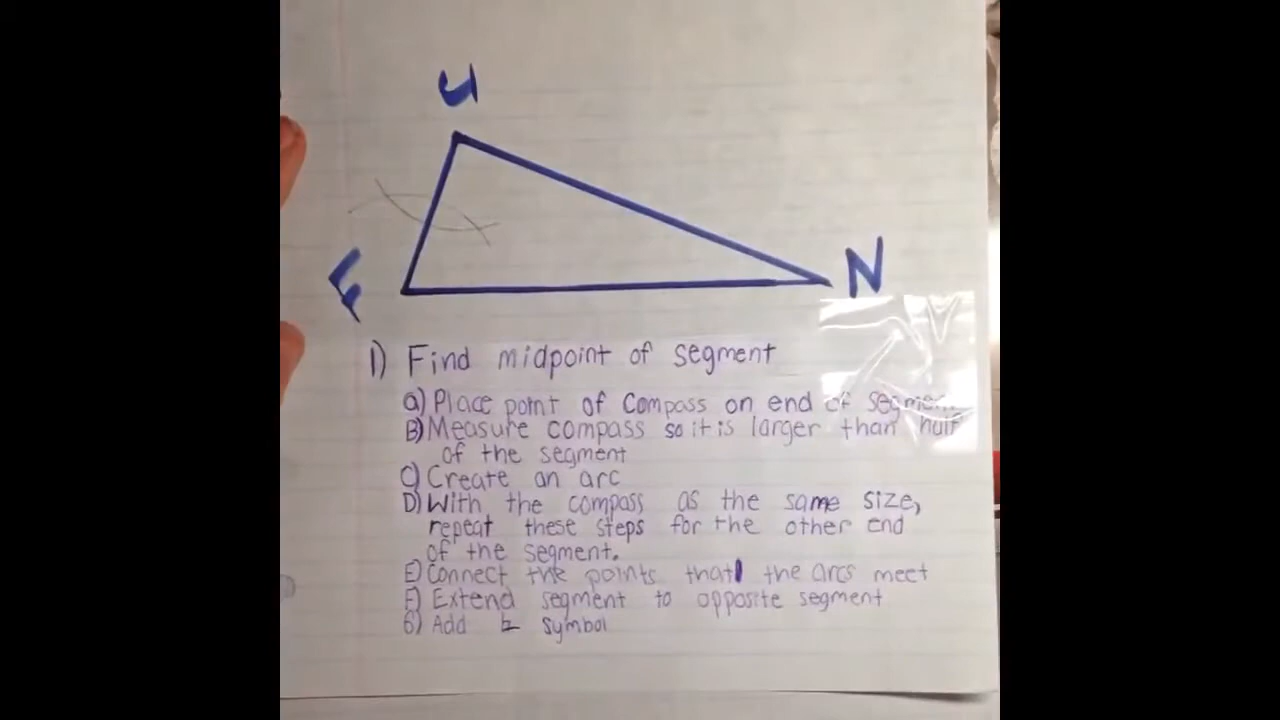 U
F
N
1) Find midpoint of segment
a) Place point of compass on end of segment
B) Measure compass so it is larger than half
of the segment
C) Create an arc
D) With the compass as the same size,
repeat these steps for the other end
of the segment.
E) Connect the points that the arcs meet
F) Extend segment to opposite segment
G) Add ⊾ symbol